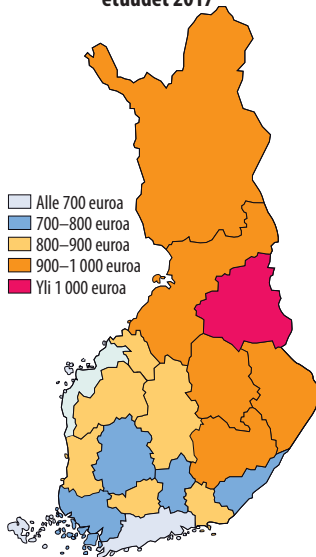 etuudet 2017
Alle 700 euroa
700–800 euroa
800–900 euroa
900–1 000 euroa
Yli 1 000 euroa